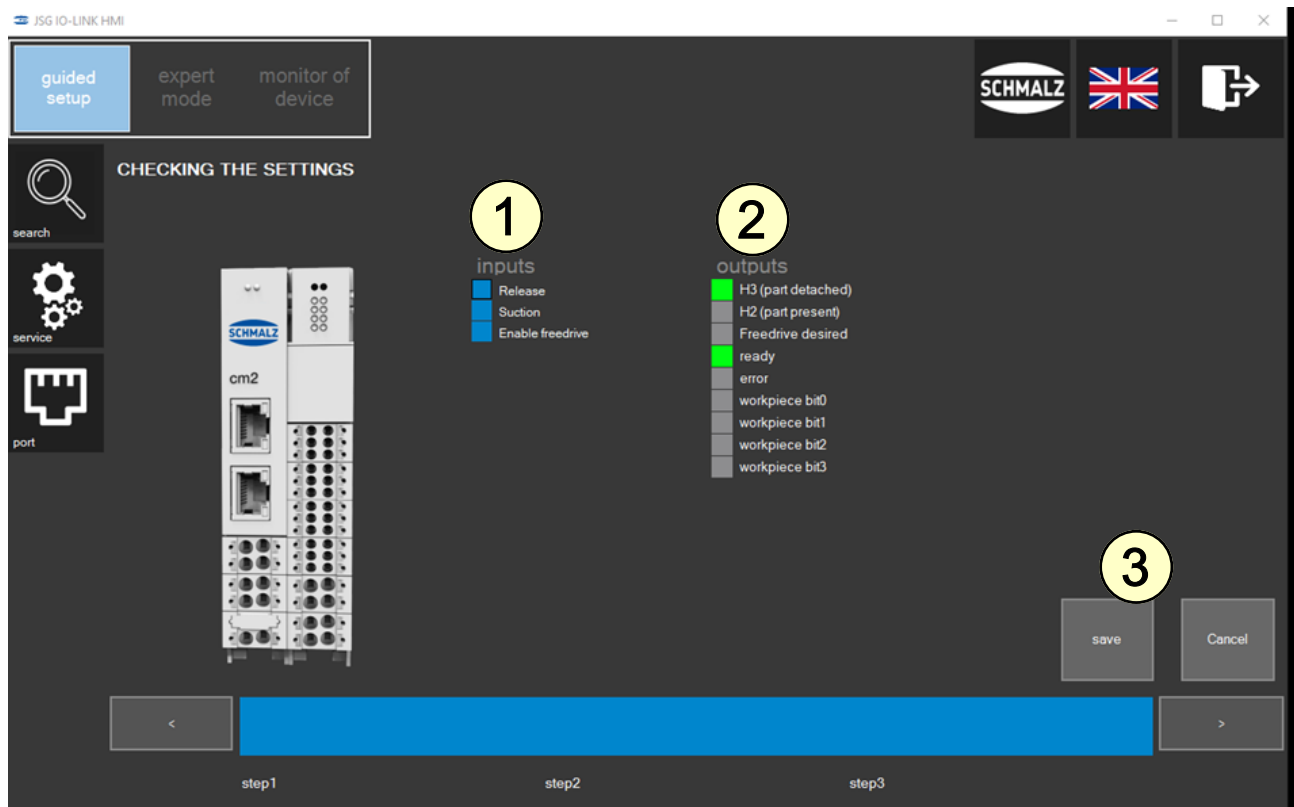 JSG IO-LINK HMI
guided
setup
expert
mode
monitor of
device
SCHMALZ
search
service
port
CHECKING THE SETTINGS
SCHMALZ
cm2
1
inputs
Release
Suction
Enable freedrive
2
outputs
H3 (part detached)
H2 (part present)
Freedrive desired
ready
error
workpiece bit0
workpiece bit1
workpiece bit2
workpiece bit3
3
save
Cancel
<
>
step1
step2
step3